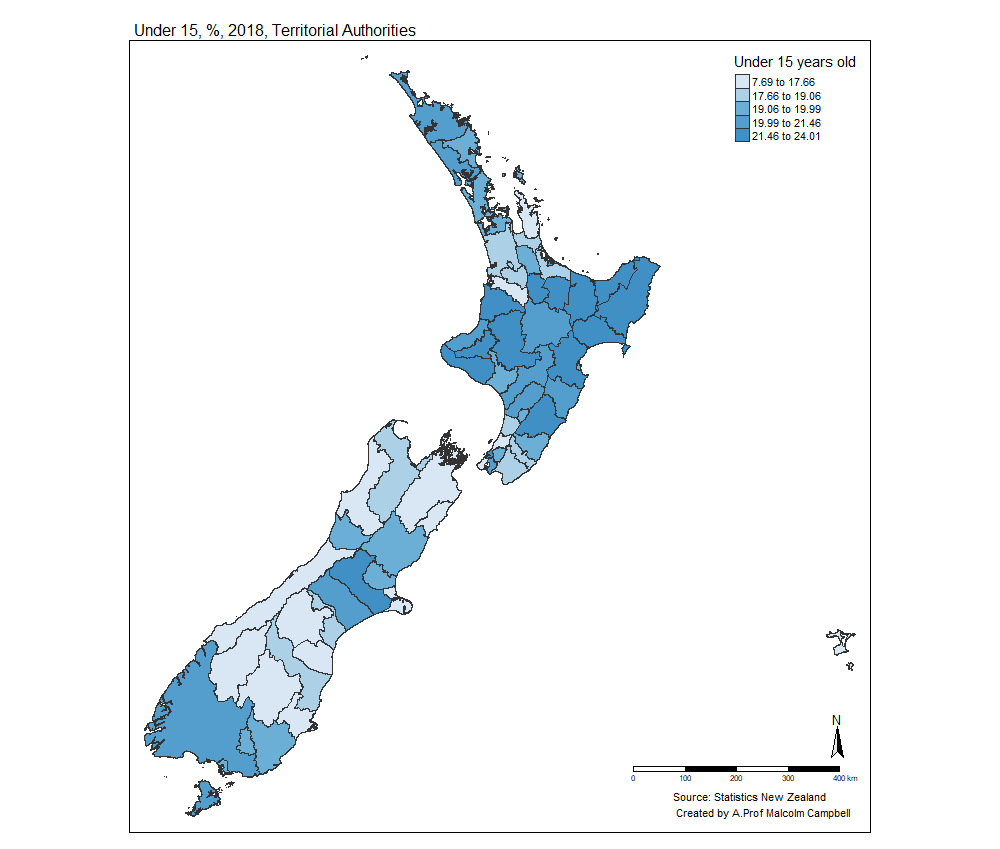 Under 15, %, 2018, Territorial Authorities
Under 15 years old
7.69 to 17.66
17.66 to 19.06
19.06 to 19.99
19.99 to 21.46
21.46 to 24.01
N
0 100 200 300 400 km
Source: Statistics New Zealand
Created by A.Prof Malcolm Campbell